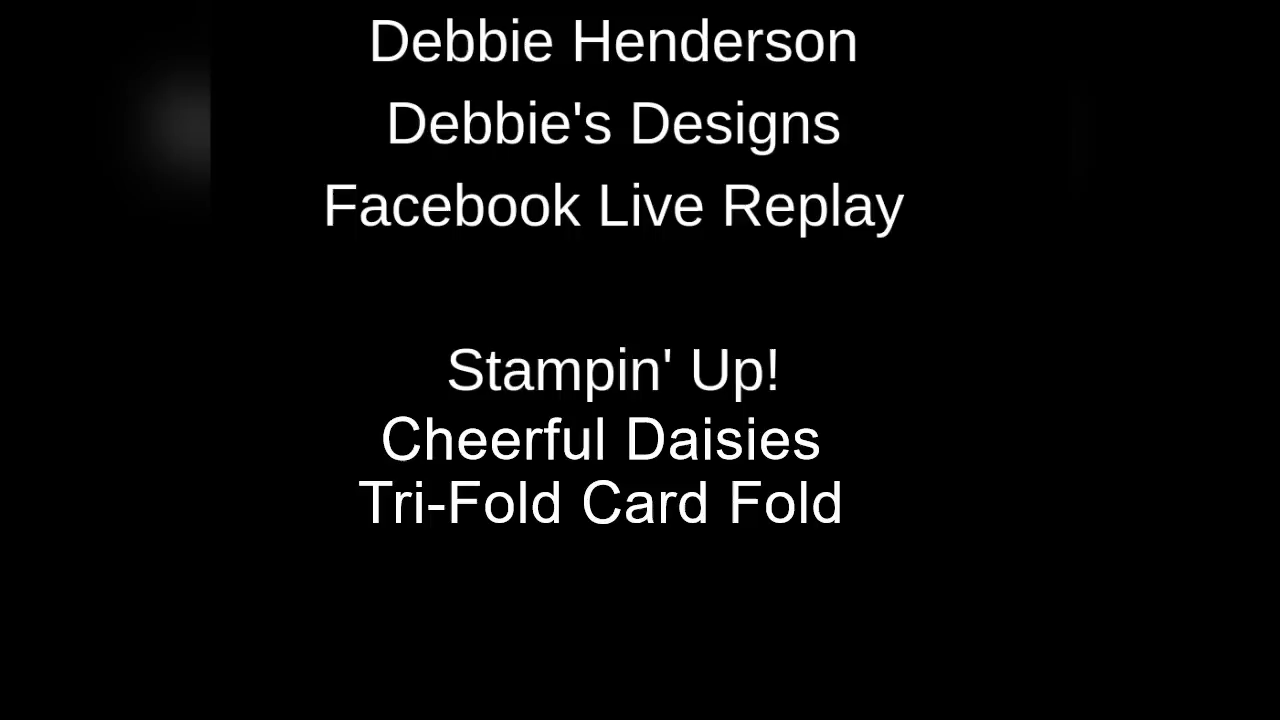 Debbie Henderson
Debbie's Designs
Facebook Live Replay
Stampin' Up!
Cheerful Daisies
Tri-Fold Card Fold